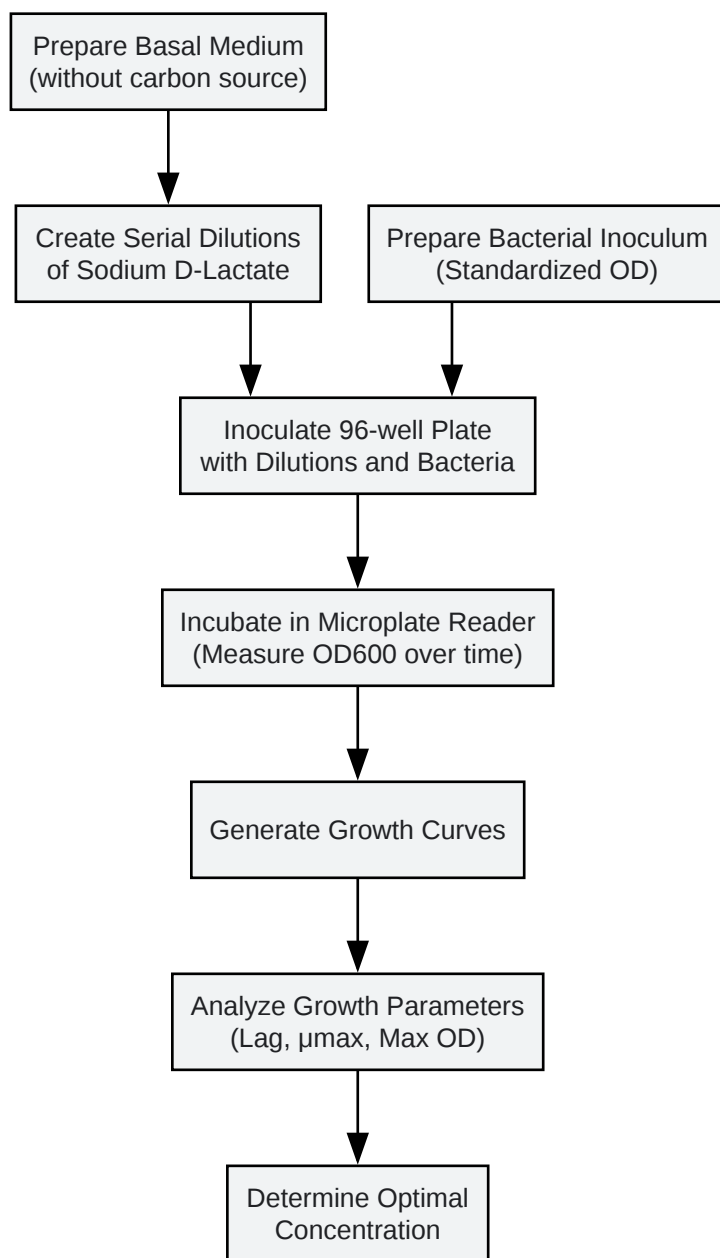 Prepare Basal Medium
(without carbon source)
Create Serial Dilutions
of Sodium D-Lactate
Prepare Bacterial Inoculum
(Standardized OD)
Inoculate 96-well Plate
with Dilutions and Bacteria
Incubate in Microplate Reader
(Measure OD600 over time)
Generate Growth Curves
Analyze Growth Parameters
(Lag, μmax, Max OD)
Determine Optimal
Concentration